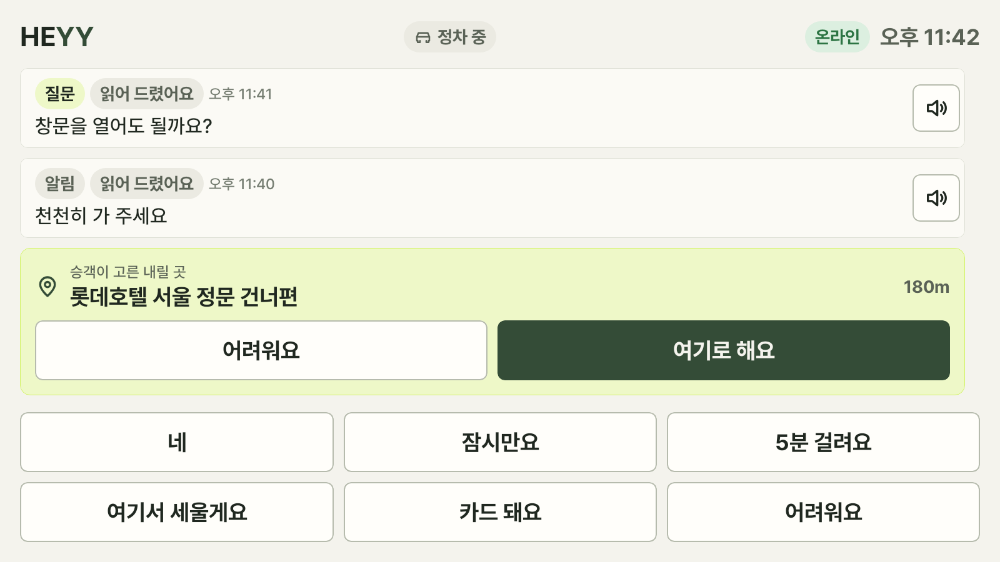 HEYY
정차 중
온라인 오후 11:42
질문 읽어 드렸어요 오후 11:41
창문을 열어도 될까요?
알림 읽어 드렸어요 오후 11:40
천천히 가 주세요
승객이 고른 내릴 곳
롯데호텔 서울 정문 건너편
180m
어려워요
여기로 해요
네
잠시만요
5분 걸려요
여기서 세울게요
카드 돼요
어려워요